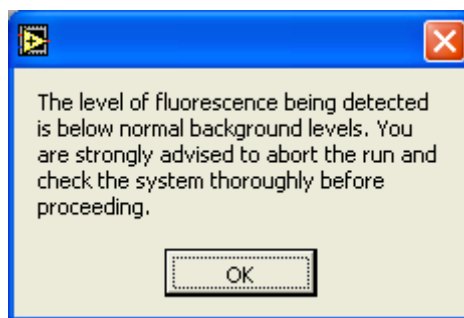 The level of fluorescence being detected
is below normal background levels. You
are strongly advised to abort the run and
check the system thoroughly before
proceeding.
OK